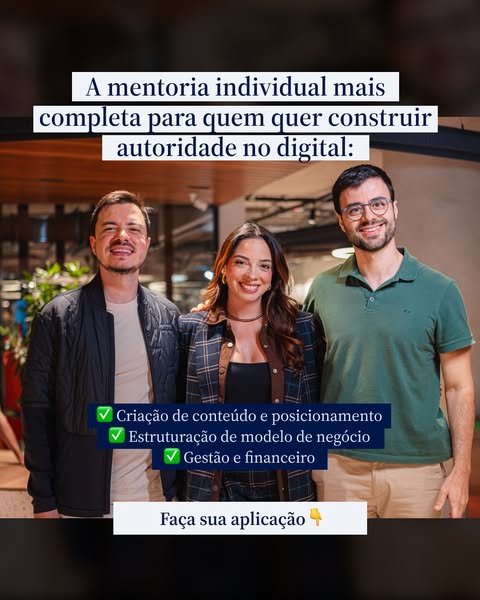 A mentoria individual mais
completa para quem quer construir
autoridade no digital:
✅ Criação de conteúdo e posicionamento
✅ Estruturação de modelo de negócio
✅ Gestão e financeiro
Faça sua aplicação👇